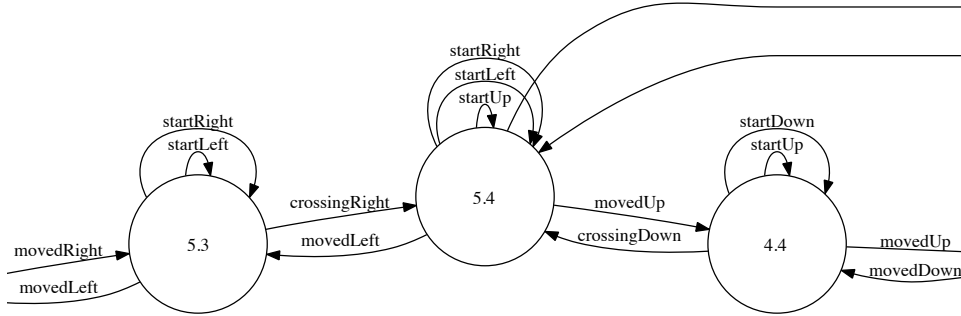 startRight
startLeft
startUp
startRight
startLeft
startDown
startUp
5.3
crossingRight
movedLeft
5.4
movedUp
crossingDown
4.4
movedRight
movedLeft
movedUp
movedDown